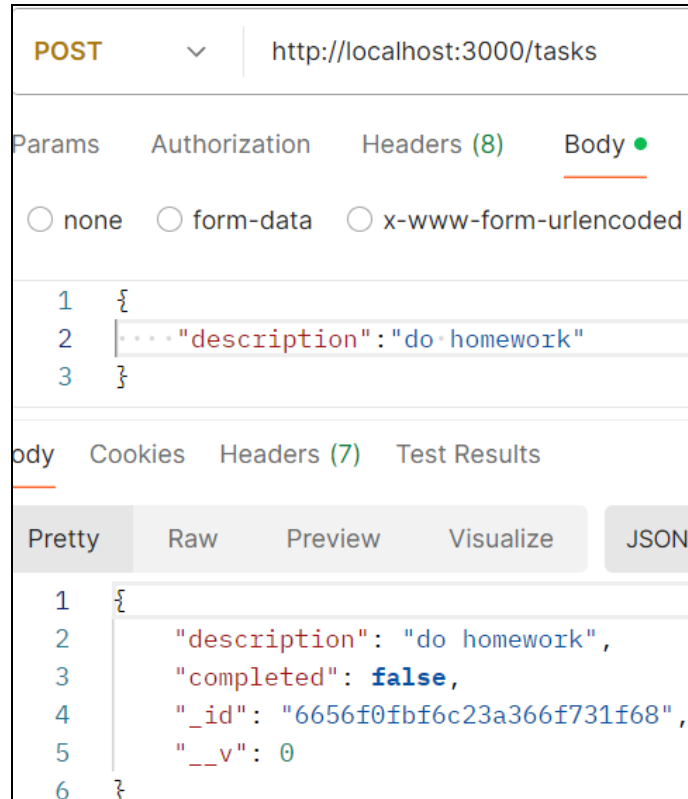 POST http://localhost:3000/tasks
Params Authorization Headers (8) Body
none form-data x-www-form-urlencoded
1 {
2 ····"description":"do·homework"
3 }
ody Cookies Headers (7) Test Results
Pretty Raw Preview Visualize JSON
1 {
2 "description": "do homework",
3 "completed": false,
4 "_id": "6656f0fbf6c23a366f731f68",
5 "__v": 0
6 }